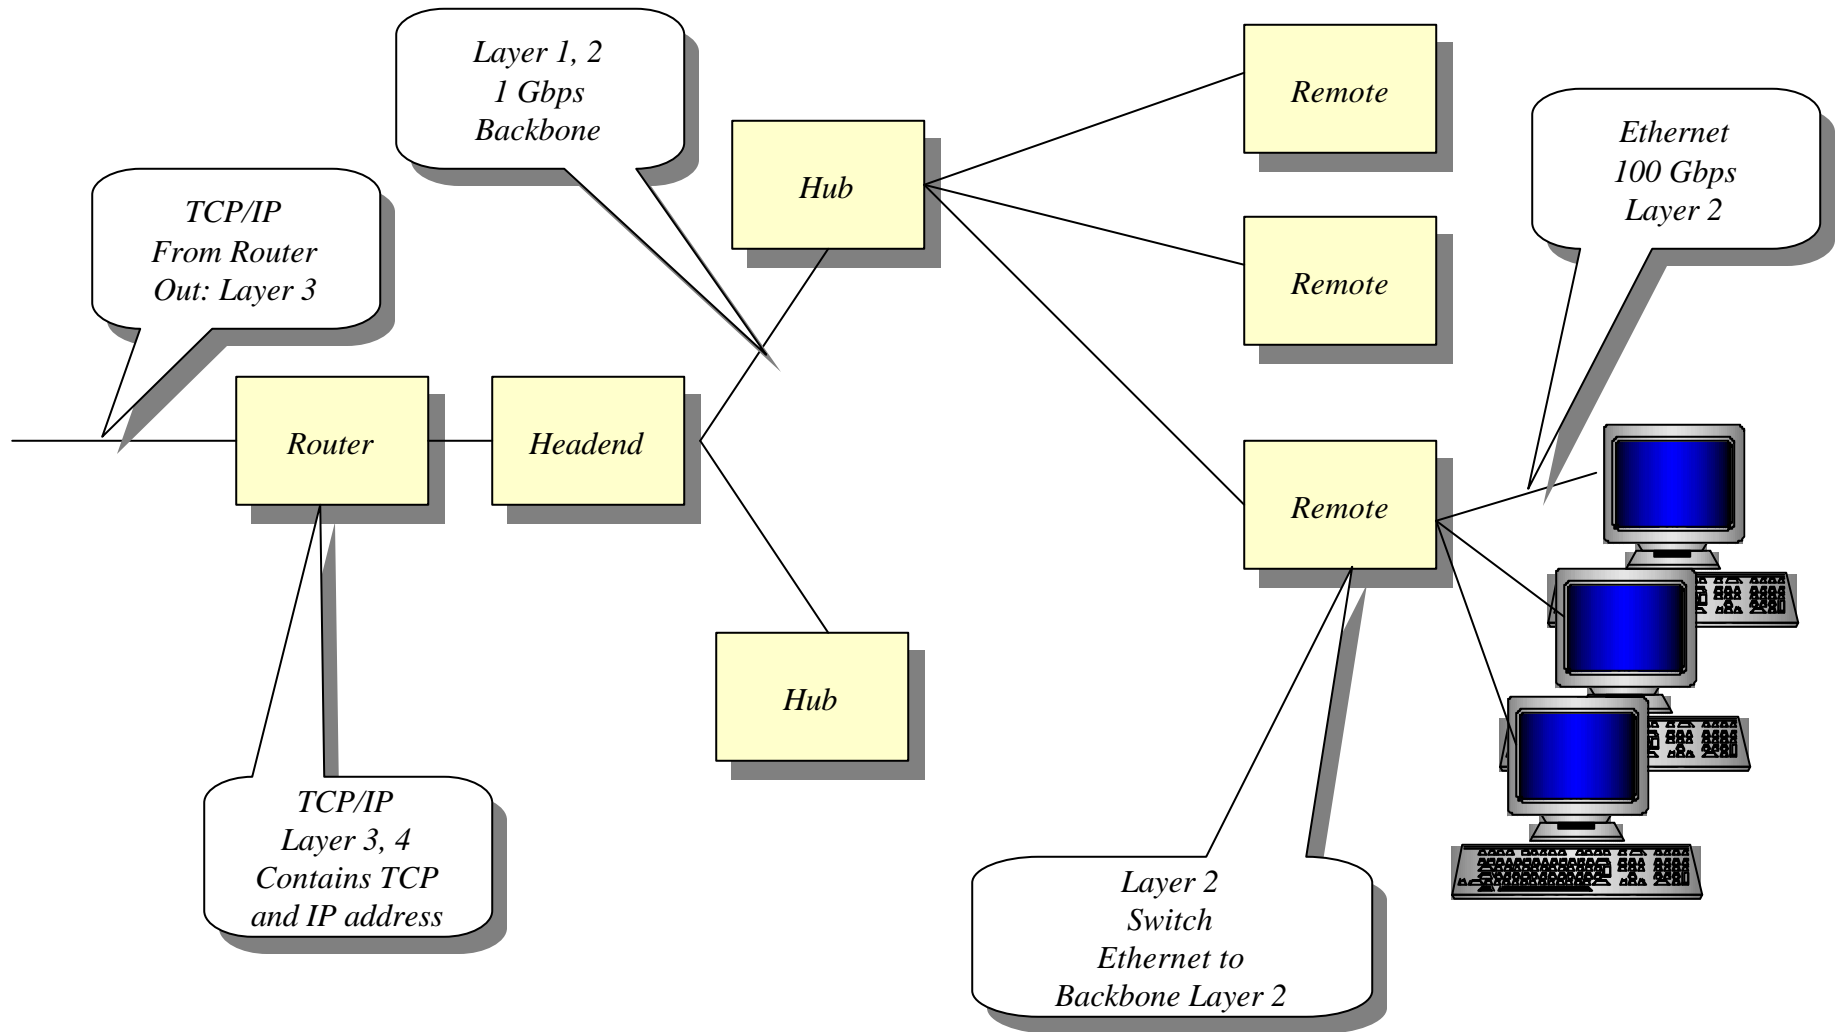 Layer 1, 2
1 Gbps
Backbone
TCP/IP
From Router
Out: Layer 3
Hub
Remote
Ethernet
100 Gbps
Layer 2
Remote
Router
Headend
Remote
Hub
TCP/IP
Layer 3, 4
Contains TCP
and IP address
Layer 2
Switch
Ethernet to
Backbone Layer 2